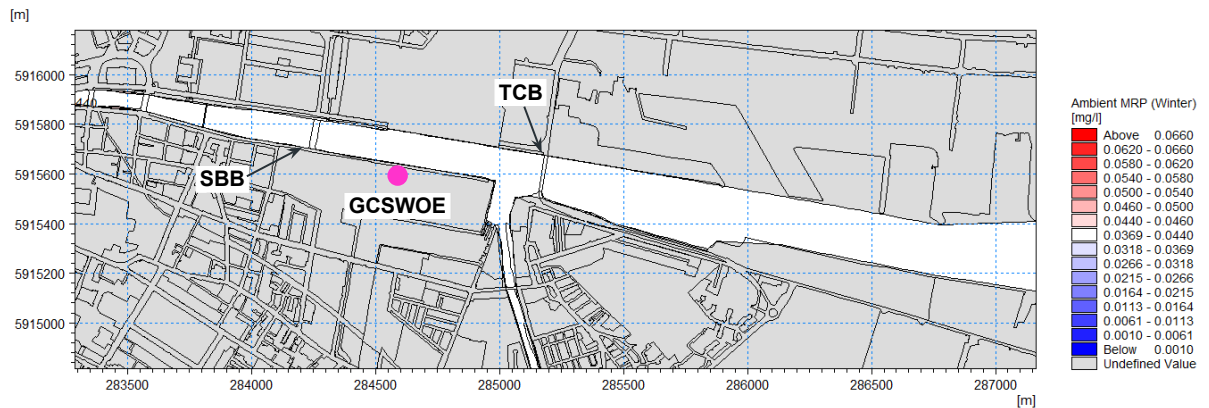 [m]
5916000
5915800
5915600
5915400
5915200
5915000
440
TCB
SBB
GCSWOE
283500 284000 284500 285000 285500 286000 286500 287000
[m]
Ambient MRP (Winter)
[mg/l]
Above 0.0660
0.0620 - 0.0660
0.0580 - 0.0620
0.0540 - 0.0580
0.0500 - 0.0540
0.0460 - 0.0500
0.0440 - 0.0460
0.0369 - 0.0440
0.0318 - 0.0369
0.0266 - 0.0318
0.0215 - 0.0266
0.0164 - 0.0215
0.0113 - 0.0164
0.0061 - 0.0113
0.0010 - 0.0061
Below 0.0010
Undefined Value